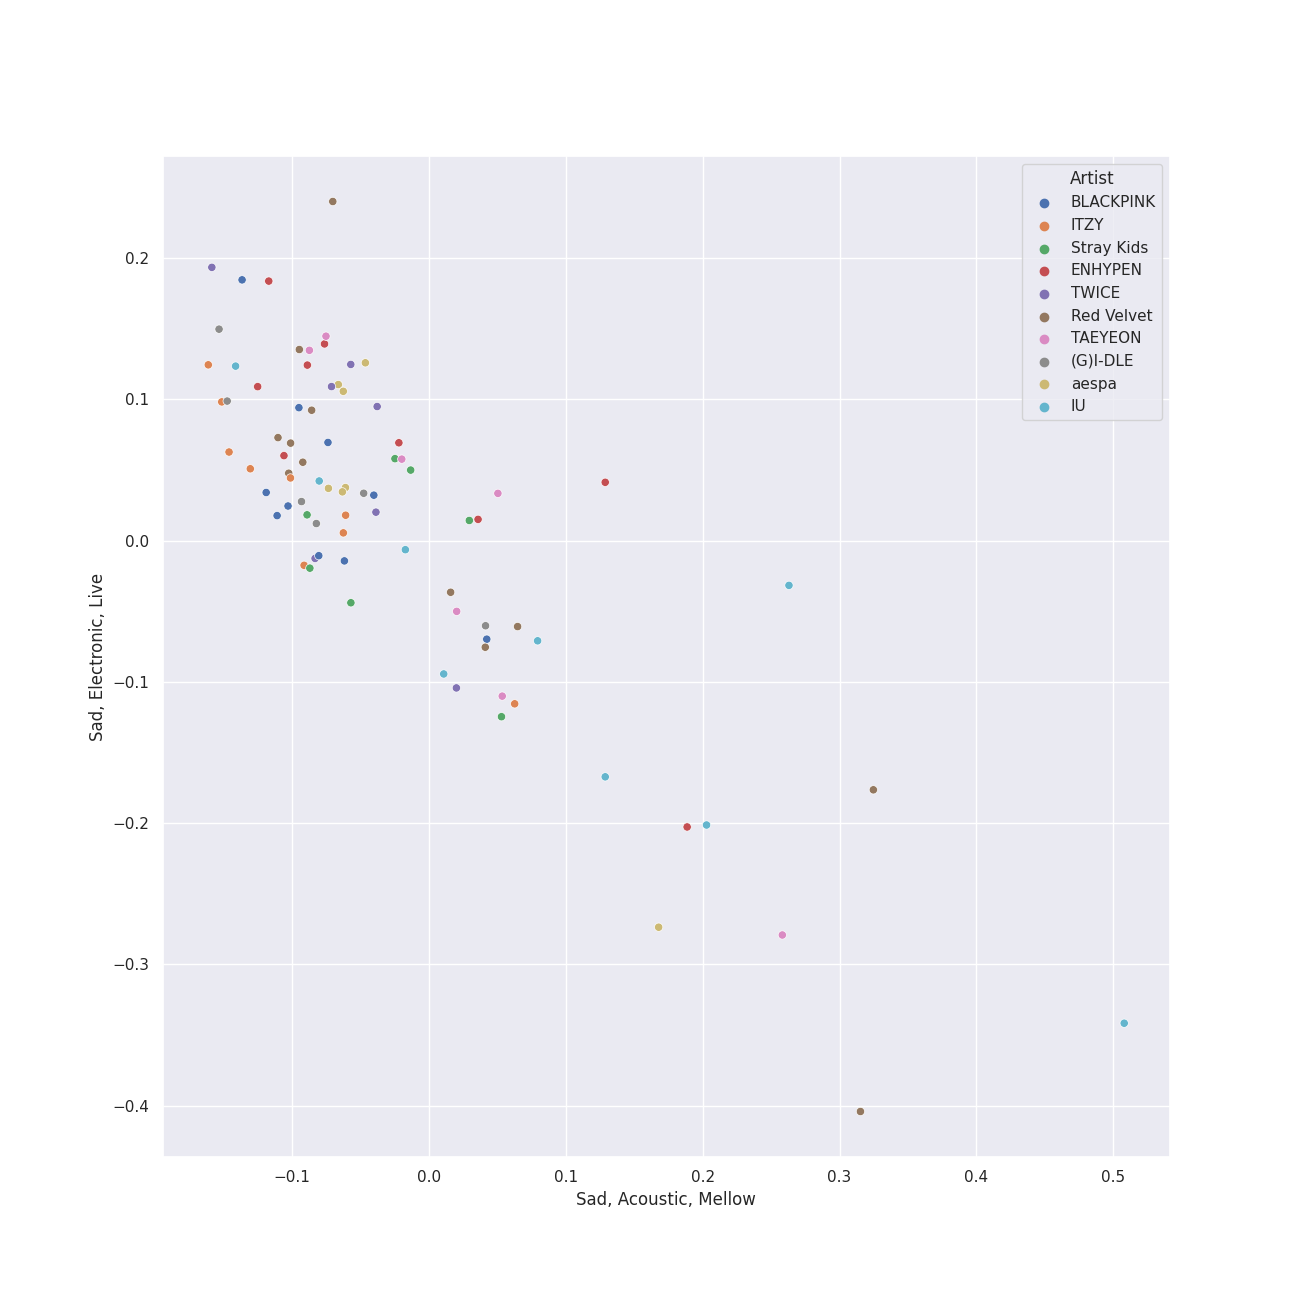 Artist
BLACKPINK
ITZY
Stray Kids
ENHYPEN
TWICE
Red Velvet
TAEYEON
(G)I-DLE
aespa
IU
0.2
0.1
0.0
−0.1
−0.2
−0.3
−0.4
Sad, Electronic, Live
−0.1 0.0 0.1 0.2 0.3 0.4 0.5
Sad, Acoustic, Mellow